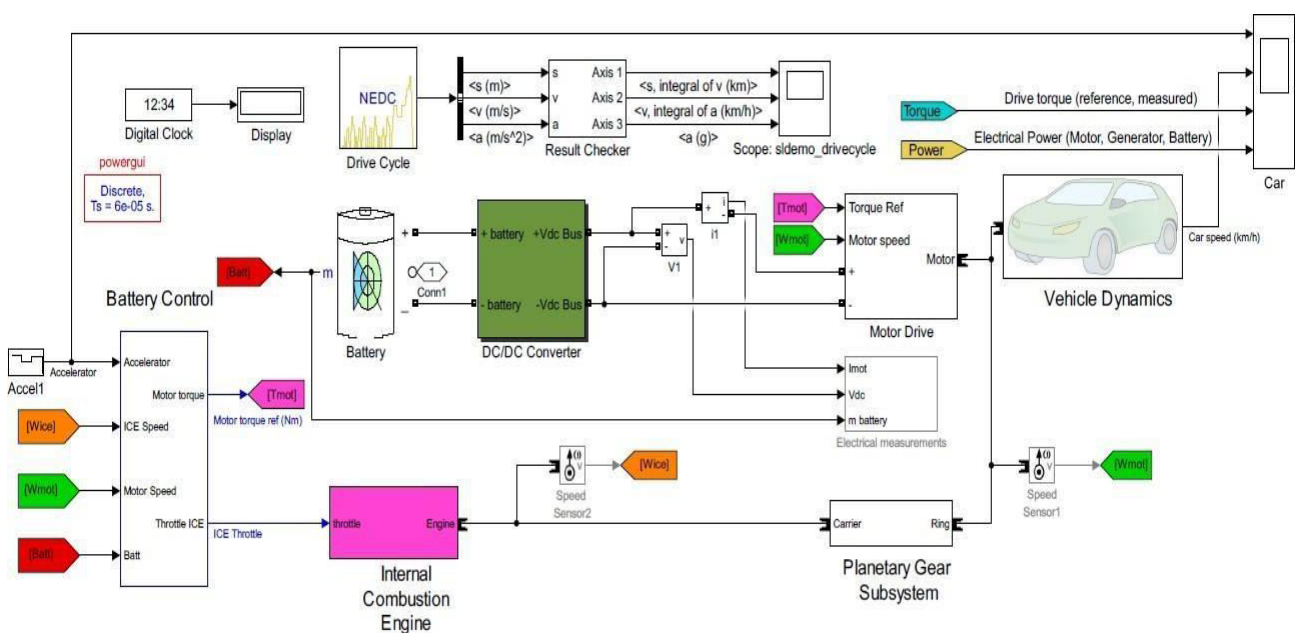 NEDC
Drive Cycle
<s (m)>
<v (m/s)>
<a (m/s^2)>
s
v
a
Axis 1
Axis 2
Axis 3
Result Checker
<s, integral of v (km)>
<v, integral of a (km/h)>
<a (g)>
Scope: sldemo_drivecycle
12:34
Digital Clock
Display
powergui
Discrete,
Ts = 6e-05 s.
Torque
Drive torque (reference, measured)
Power
Electrical Power (Motor, Generator, Battery)
Car
Car speed (km/h)
Vehicle Dynamics
[Batt]
m
+
_
Battery
1
Conn1
+ battery
- battery
+Vdc Bus
-Vdc Bus
DC/DC Converter
+
i
-
i1
+
-
v
V1
[Tmot]
[Wmot]
Torque Ref
Motor speed
+
-
Motor
Motor Drive
Imot
Vdc
m battery
Electrical measurements
Battery Control
Accel1
Accelerator
Accelerator
Motor torque
[Tmot]
Motor torque ref (Nm)
[Wice]
ICE Speed
[Wmot]
Motor Speed
[Batt]
Batt
Throttle ICE
ICE Throttle
throttle
Engine
Internal
Combustion
Engine
v
Speed
Sensor2
[Wice]
Carrier
Ring
Planetary Gear
Subsystem
v
Speed
Sensor1
[Wmot]